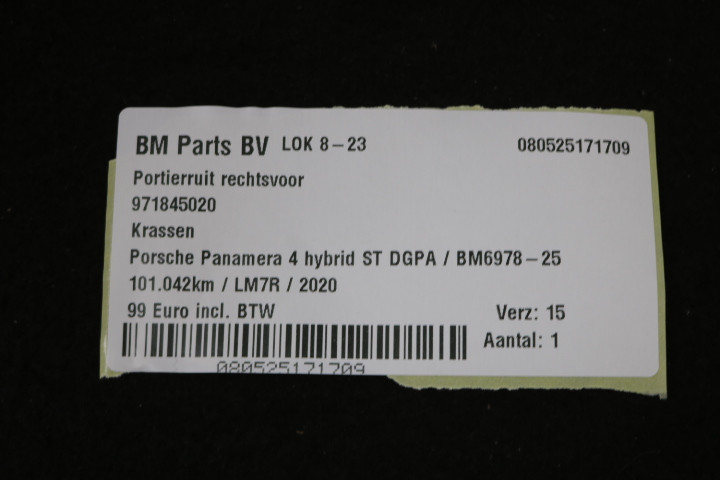 BM Parts BV LOK 8-23 080525171709
Portierruit rechtsvoor
971845020
Krassen
Porsche Panamera 4 hybrid ST DGPA / BM6978-25
101.042km / LM7R / 2020
99 Euro incl. BTW Verz: 15
Aantal: 1
080525171709